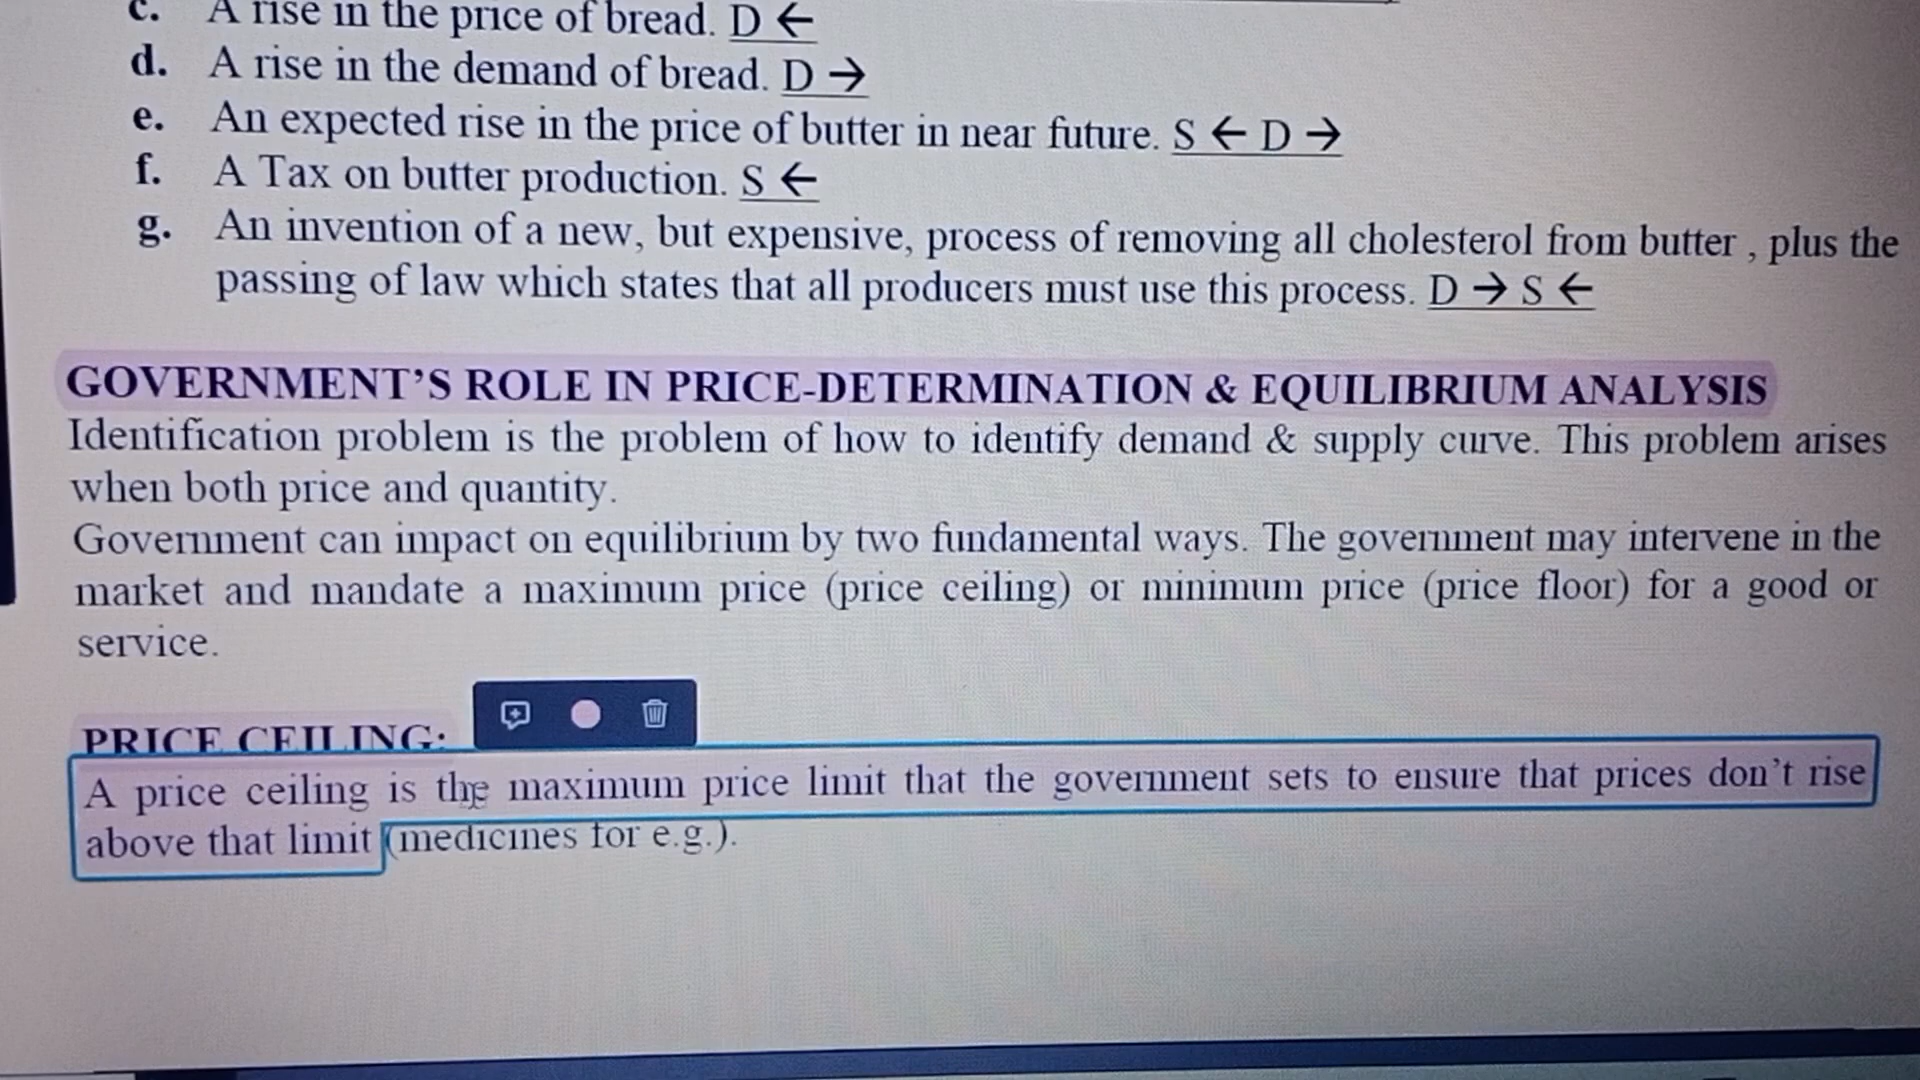 c. A rise in the price of bread. D ←
d. A rise in the demand of bread. D →
e. An expected rise in the price of butter in near future. S ← D →
f. A Tax on butter production. S ←
g. An invention of a new, but expensive, process of removing all cholesterol from butter , plus the
passing of law which states that all producers must use this process. D → S ←
GOVERNMENT’S ROLE IN PRICE-DETERMINATION & EQUILIBRIUM ANALYSIS
Identification problem is the problem of how to identify demand & supply curve. This problem arises
when both price and quantity.
Government can impact on equilibrium by two fundamental ways. The government may intervene in the
market and mandate a maximum price (price ceiling) or minimum price (price floor) for a good or
service.
PRICE CEILING:
A price ceiling is the maximum price limit that the government sets to ensure that prices don’t rise
above that limit (medicines for e.g.).